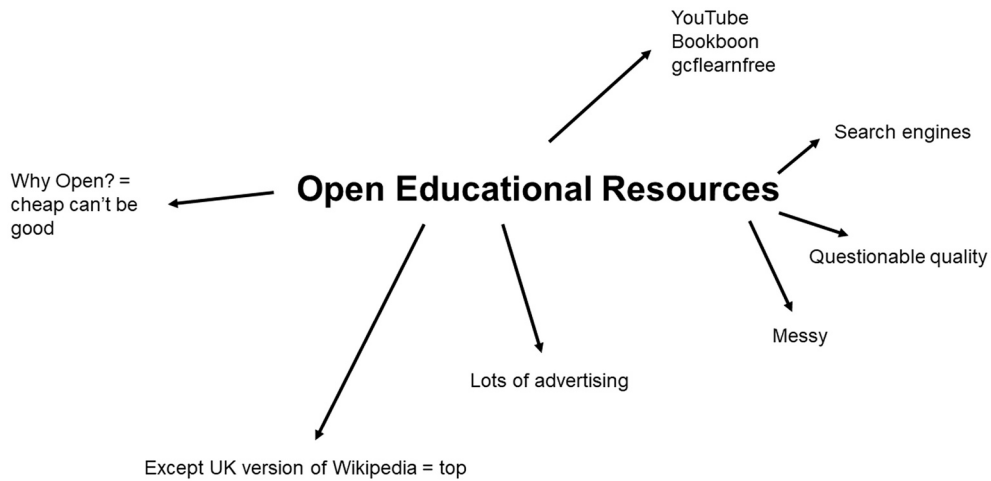 YouTube
Bookboon
gcflearnfree
Search engines
Why Open? =
cheap can’t be
good
Open Educational Resources
Questionable quality
Messy
Lots of advertising
Except UK version of Wikipedia = top